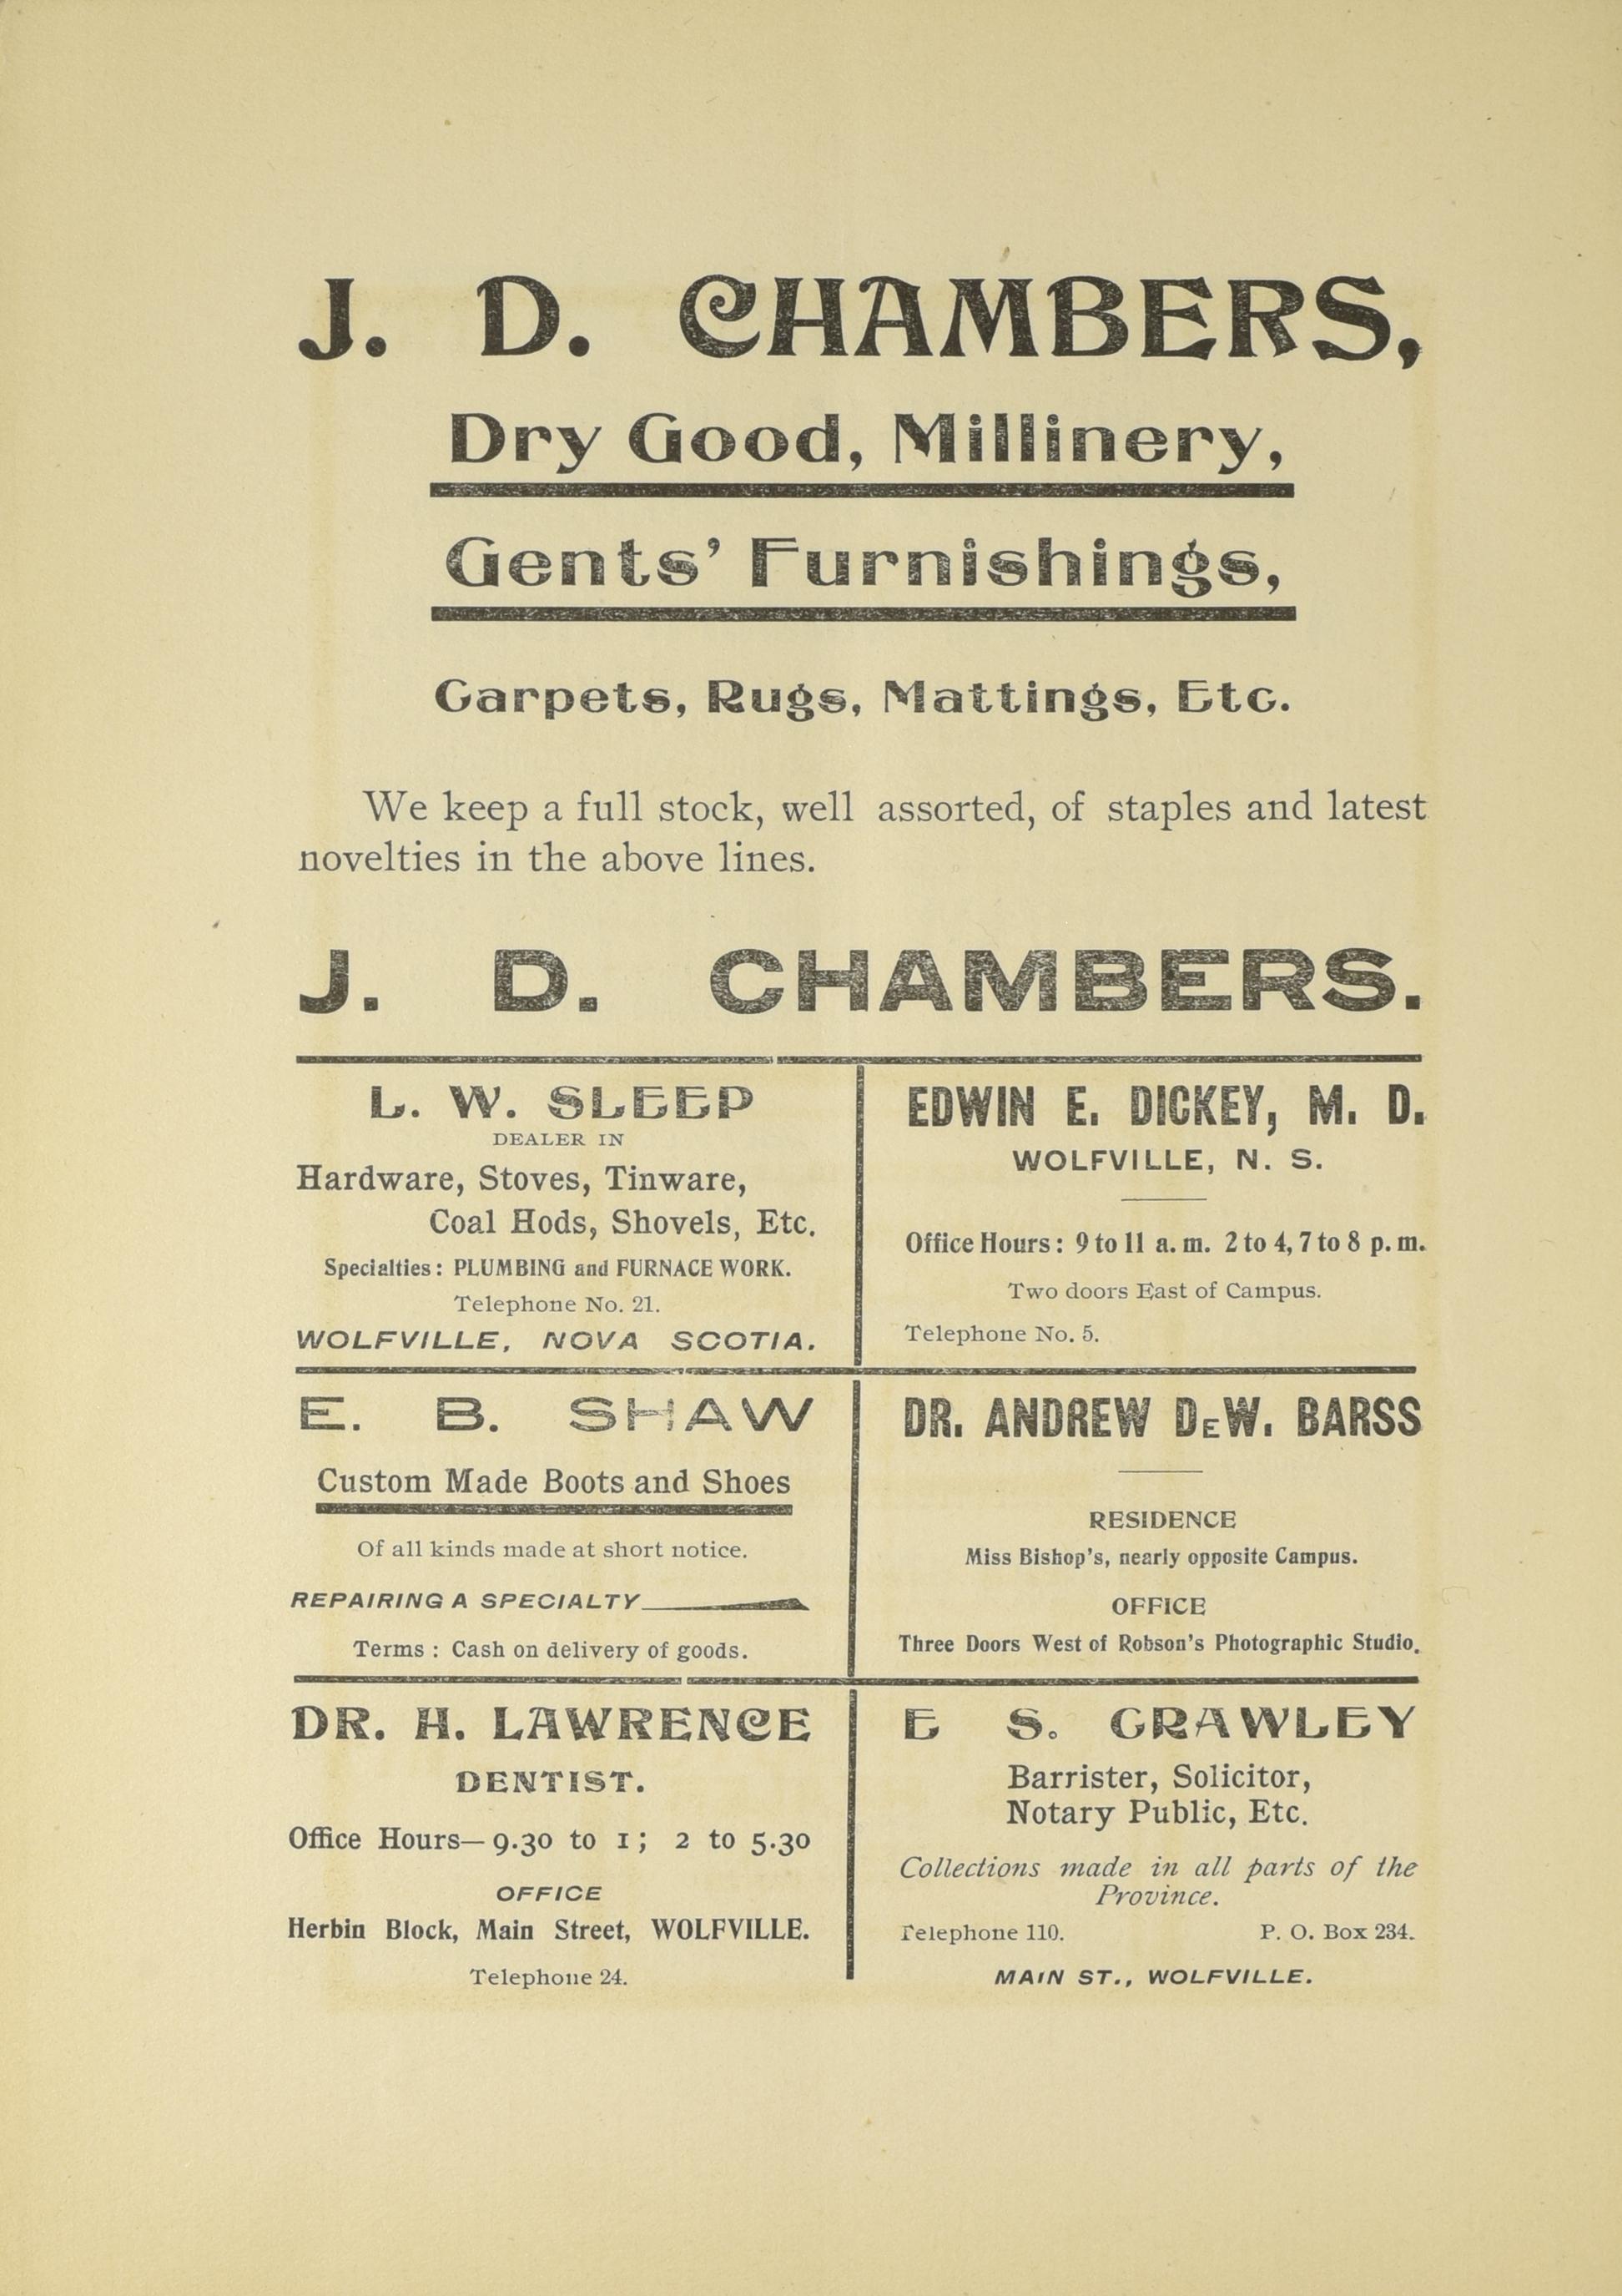 J. D. CHAMBERS,
Dry Good, Millinery,
Gents' Furnishings,
Carpets, Rugs, Mattings, Etc.
We keep a full stock, well assorted, of staples and latest
novelties in the above lines.
J. D. CHAMBERS.
L. W. SLEEP
DEALER IN
Hardware, Stoves, Tinware,
Coal Hods, Shovels, Etc.
Specialties: PLUMBING and FURNACE WORK.
Telephone No. 21.
WOLFVILLE, NOVA SCOTIA.
EDWIN E. DICKEY, M. D.
WOLFVILLE, N. S.
Office Hours: 9 to 11 a. m. 2 to 4, 7 to 8 p. m.
Two doors East of Campus.
Telephone No. 5.
E. B. SHAW
Custom Made Boots and Shoes
Of all kinds made at short notice.
REPAIRING A SPECIALTY
Terms: Cash on delivery of goods.
DR. ANDREW DeW. BARSS
RESIDENCE
Miss Bishop's, nearly opposite Campus.
OFFICE
Three Doors West of Robson's Photographic Studio.
DR. H. LAWRENCE
DENTIST.
Office Hours—9.30 to 1; 2 to 5.30
OFFICE
Herbin Block, Main Street, WOLFVILLE.
Telephone 24.
E S. CRAWLEY
Barrister, Solicitor,
Notary Public, Etc.
Collections made in all parts of the
Province.
Telephone 110. P. O. Box 234.
MAIN ST., WOLFVILLE.